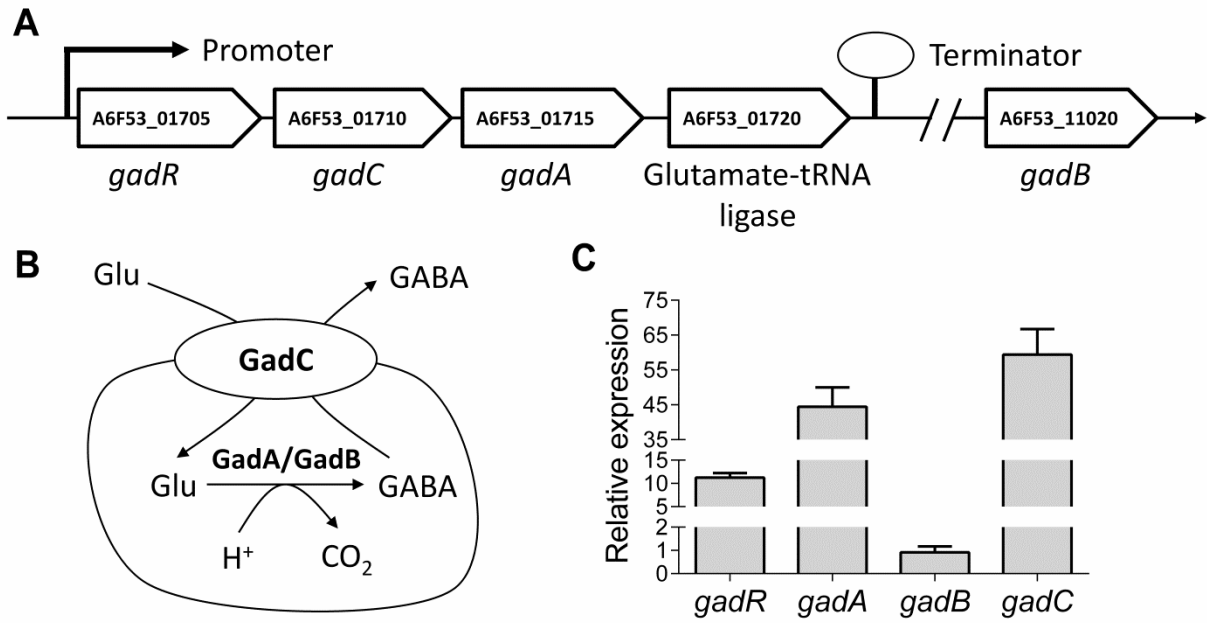 A
Promoter
Terminator
A6F53_01705
A6F53_01710
A6F53_01715
A6F53_01720
A6F53_11020
gadR
gadC
gadA
Glutamate-tRNA
ligase
gadB
B
Glu
GABA
GadC
GadA/GadB
Glu
GABA
H⁺
CO₂
C
Relative expression
75
65
55
45
35
15
10
5
2
1
0
gadR
gadA
gadB
gadC